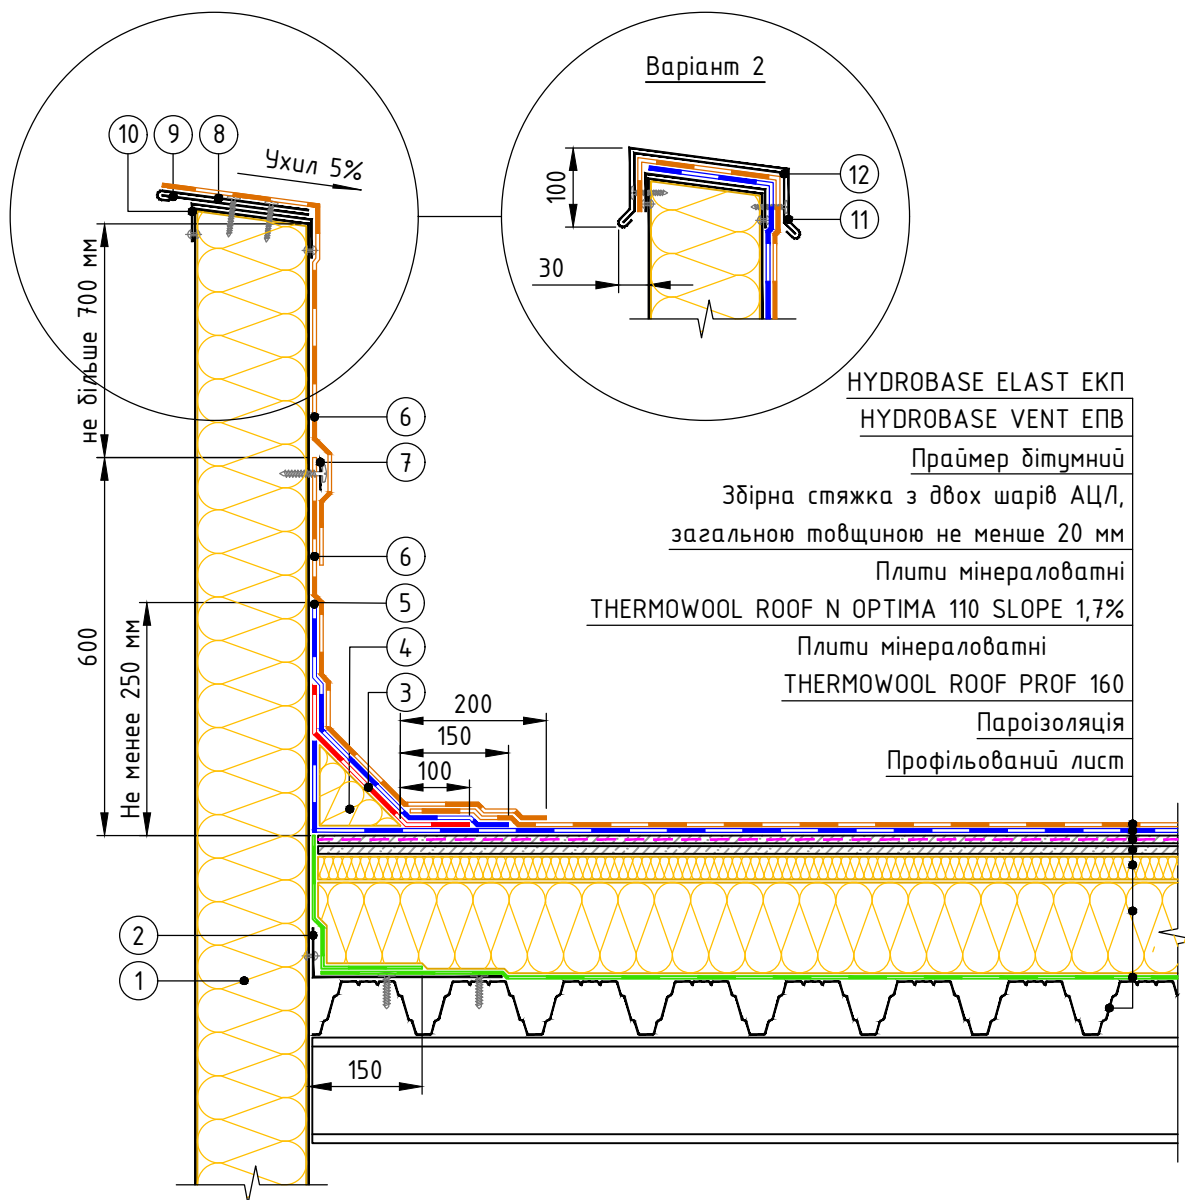 Варіант 2
10
9
8
Ухил 5%
100
12
11
30
не більше 700 мм
HYDROBASE ELAST ЕКП
HYDROBASE VENT ЕПВ
Праймер бітумний
Збірна стяжка з двох шарів АЦЛ,
загальною товщиною не менше 20 мм
Плити мінераловатні
THERMOWOOL ROOF N OPTIMA 110 SLOPE 1,7%
Плити мінераловатні
THERMOWOOL ROOF PROF 160
Пароізоляція
Профільований лист
6
7
6
5
4
3
600
Не менее 250 мм
200
150
100
2
1
150